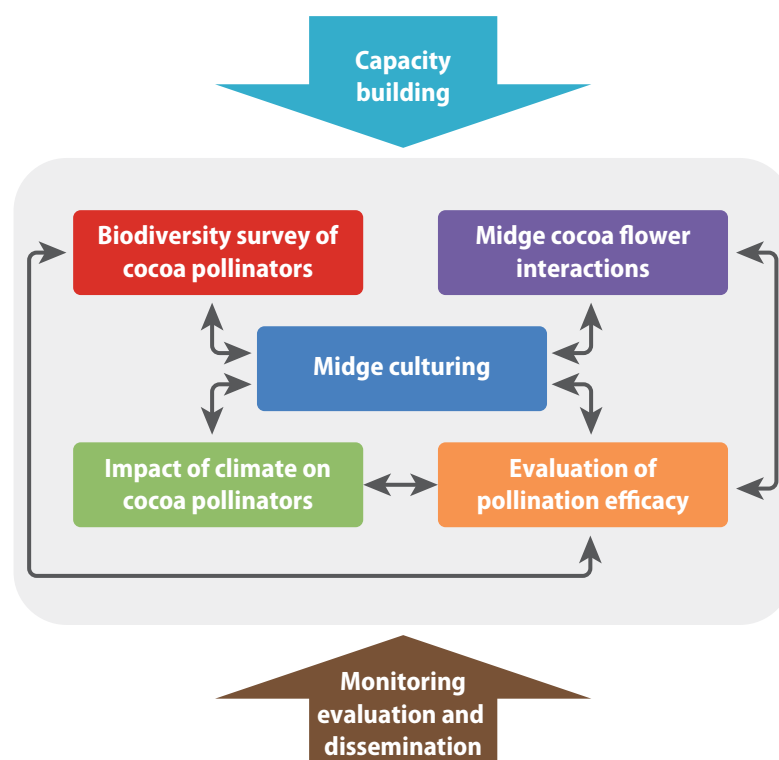 Capacity
building
Biodiversity survey of
cocoa pollinators
Midge cocoa flower
interactions
Midge culturing
Impact of climate on
cocoa pollinators
Evaluation of
pollination efficacy
Monitoring
evaluation and
dissemination